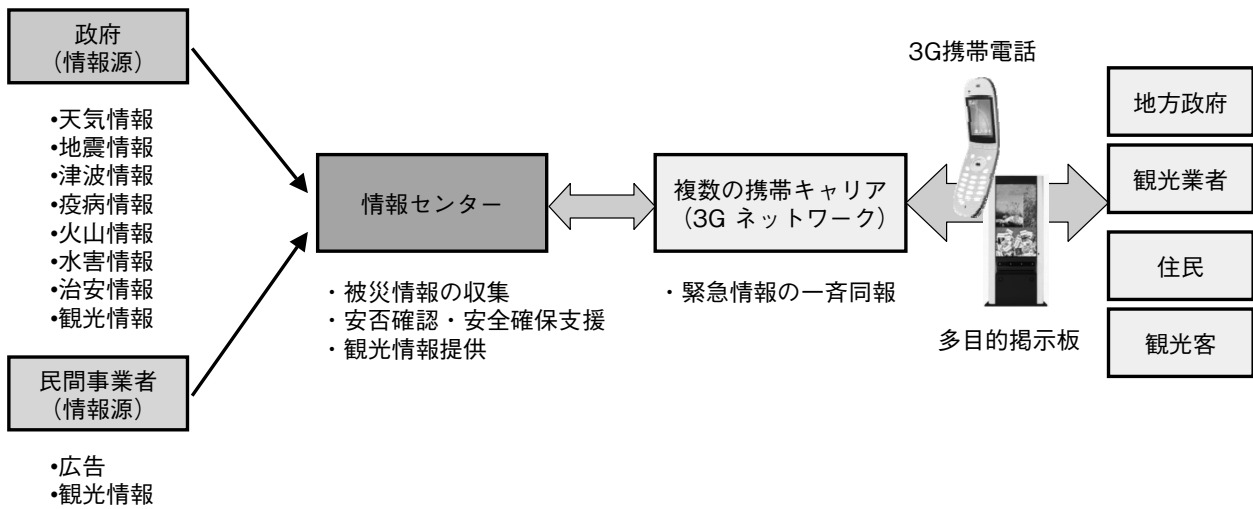 政府
（情報源）
•天気情報
•地震情報
•津波情報
•疫病情報
•火山情報
•水害情報
•治安情報
•観光情報
民間事業者
（情報源）
•広告
•観光情報
情報センター
・被災情報の収集
・安否確認・安全確保支援
・観光情報提供
複数の携帯キャリア
（3G ネットワーク）
・緊急情報の一斉同報
3G携帯電話
多目的掲示板
地方政府
観光業者
住民
観光客